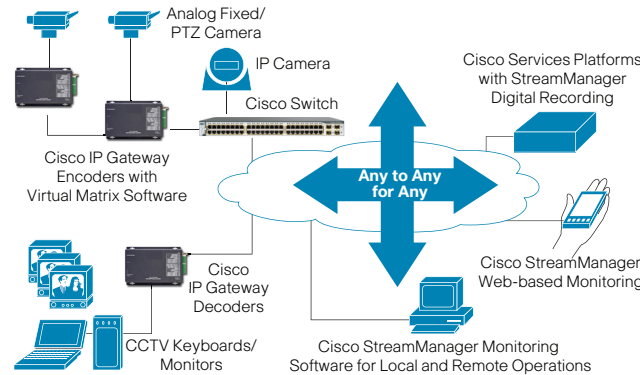 Analog Fixed/
PTZ Camera
IP Camera
Cisco Switch
Cisco IP Gateway
Encoders with
Virtual Matrix Software
Cisco Services Platforms
with StreamManager
Digital Recording
Any to Any
for Any
Cisco StreamManager
Web-based Monitoring
Cisco
IP Gateway
Decoders
CCTV Keyboards/
Monitors
Cisco StreamManager Monitoring
Software for Local and Remote Operations